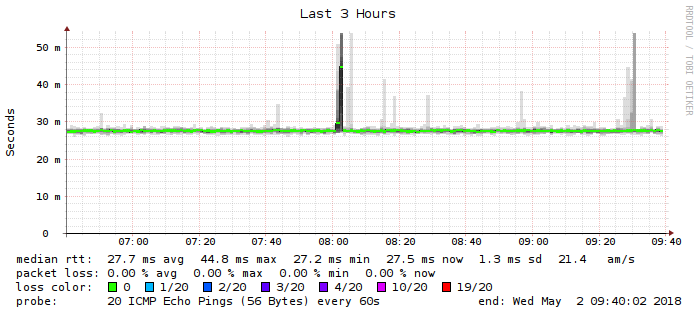 Last 3 Hours
RRDTOOL / TOBI OETIKER
Seconds
50 m
40 m
30 m
20 m
10 m
0
07:00 07:20 07:40 08:00 08:20 08:40 09:00 09:20 09:40
median rtt: 27.7 ms avg 44.8 ms max 27.2 ms min 27.5 ms now 1.3 ms sd 21.4 am/s
packet loss: 0.00 % avg 0.00 % max 0.00 % min 0.00 % now
loss color: 0 1/20 2/20 3/20 4/20 10/20 19/20
probe: 20 ICMP Echo Pings (56 Bytes) every 60s end: Wed May 2 09:40:02 2018